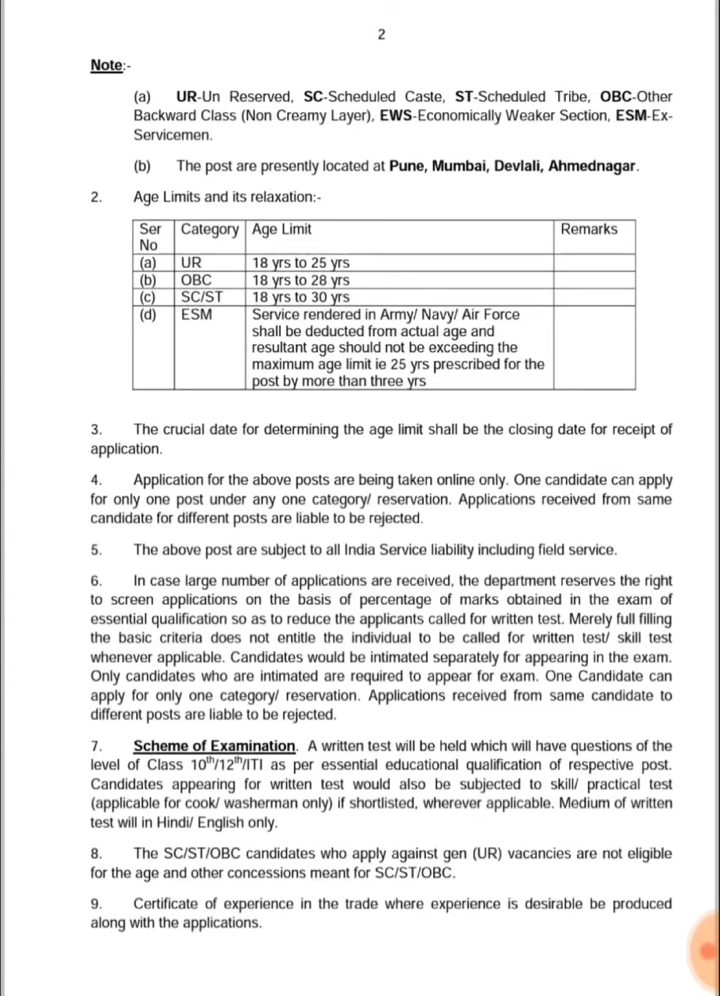 2
Note:-
(a) UR-Un Reserved, SC-Scheduled Caste, ST-Scheduled Tribe, OBC-Other
Backward Class (Non Creamy Layer), EWS-Economically Weaker Section, ESM-Ex-
Servicemen.
(b) The post are presently located at Pune, Mumbai, Devlali, Ahmednagar.
2. Age Limits and its relaxation:-
Ser No Category Age Limit Remarks
(a) UR 18 yrs to 25 yrs
(b) OBC 18 yrs to 28 yrs
(c) SC/ST 18 yrs to 30 yrs
(d) ESM Service rendered in Army/ Navy/ Air Force
shall be deducted from actual age and
resultant age should not be exceeding the
maximum age limit ie 25 yrs prescribed for the
post by more than three yrs
3. The crucial date for determining the age limit shall be the closing date for receipt of
application.
4. Application for the above posts are being taken online only. One candidate can apply
for only one post under any one category/ reservation. Applications received from same
candidate for different posts are liable to be rejected.
5. The above post are subject to all India Service liability including field service.
6. In case large number of applications are received, the department reserves the right
to screen applications on the basis of percentage of marks obtained in the exam of
essential qualification so as to reduce the applicants called for written test. Merely full filling
the basic criteria does not entitle the individual to be called for written test/ skill test
whenever applicable. Candidates would be intimated separately for appearing in the exam.
Only candidates who are intimated are required to appear for exam. One Candidate can
apply for only one category/ reservation. Applications received from same candidate to
different posts are liable to be rejected.
7. Scheme of Examination. A written test will be held which will have questions of the
level of Class 10th/12th/ITI as per essential educational qualification of respective post.
Candidates appearing for written test would also be subjected to skill/ practical test
(applicable for cook/ washerman only) if shortlisted, wherever applicable. Medium of written
test will in Hindi/ English only.
8. The SC/ST/OBC candidates who apply against gen (UR) vacancies are not eligible
for the age and other concessions meant for SC/ST/OBC.
9. Certificate of experience in the trade where experience is desirable be produced
along with the applications.